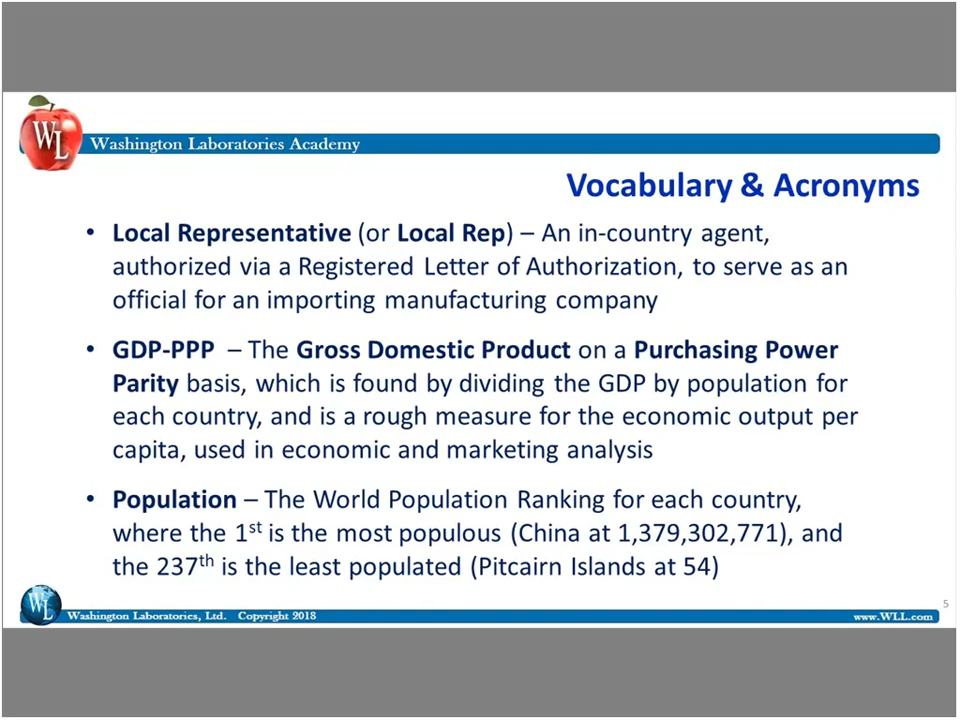 WL
Washington Laboratories Academy
Vocabulary & Acronyms
• Local Representative (or Local Rep) – An in-country agent,
authorized via a Registered Letter of Authorization, to serve as an
official for an importing manufacturing company
• GDP-PPP – The Gross Domestic Product on a Purchasing Power
Parity basis, which is found by dividing the GDP by population for
each country, and is a rough measure for the economic output per
capita, used in economic and marketing analysis
• Population – The World Population Ranking for each country,
where the 1st is the most populous (China at 1,379,302,771), and
the 237th is the least populated (Pitcairn Islands at 54)
5
WL
Washington Laboratories, Ltd. Copyright 2018 www.WLL.com